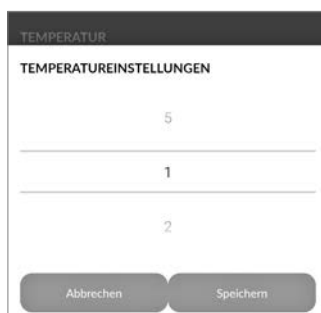 TEMPERATUR
TEMPERATUREINSTELLUNGEN
5
1
2
Abbrechen Speichern